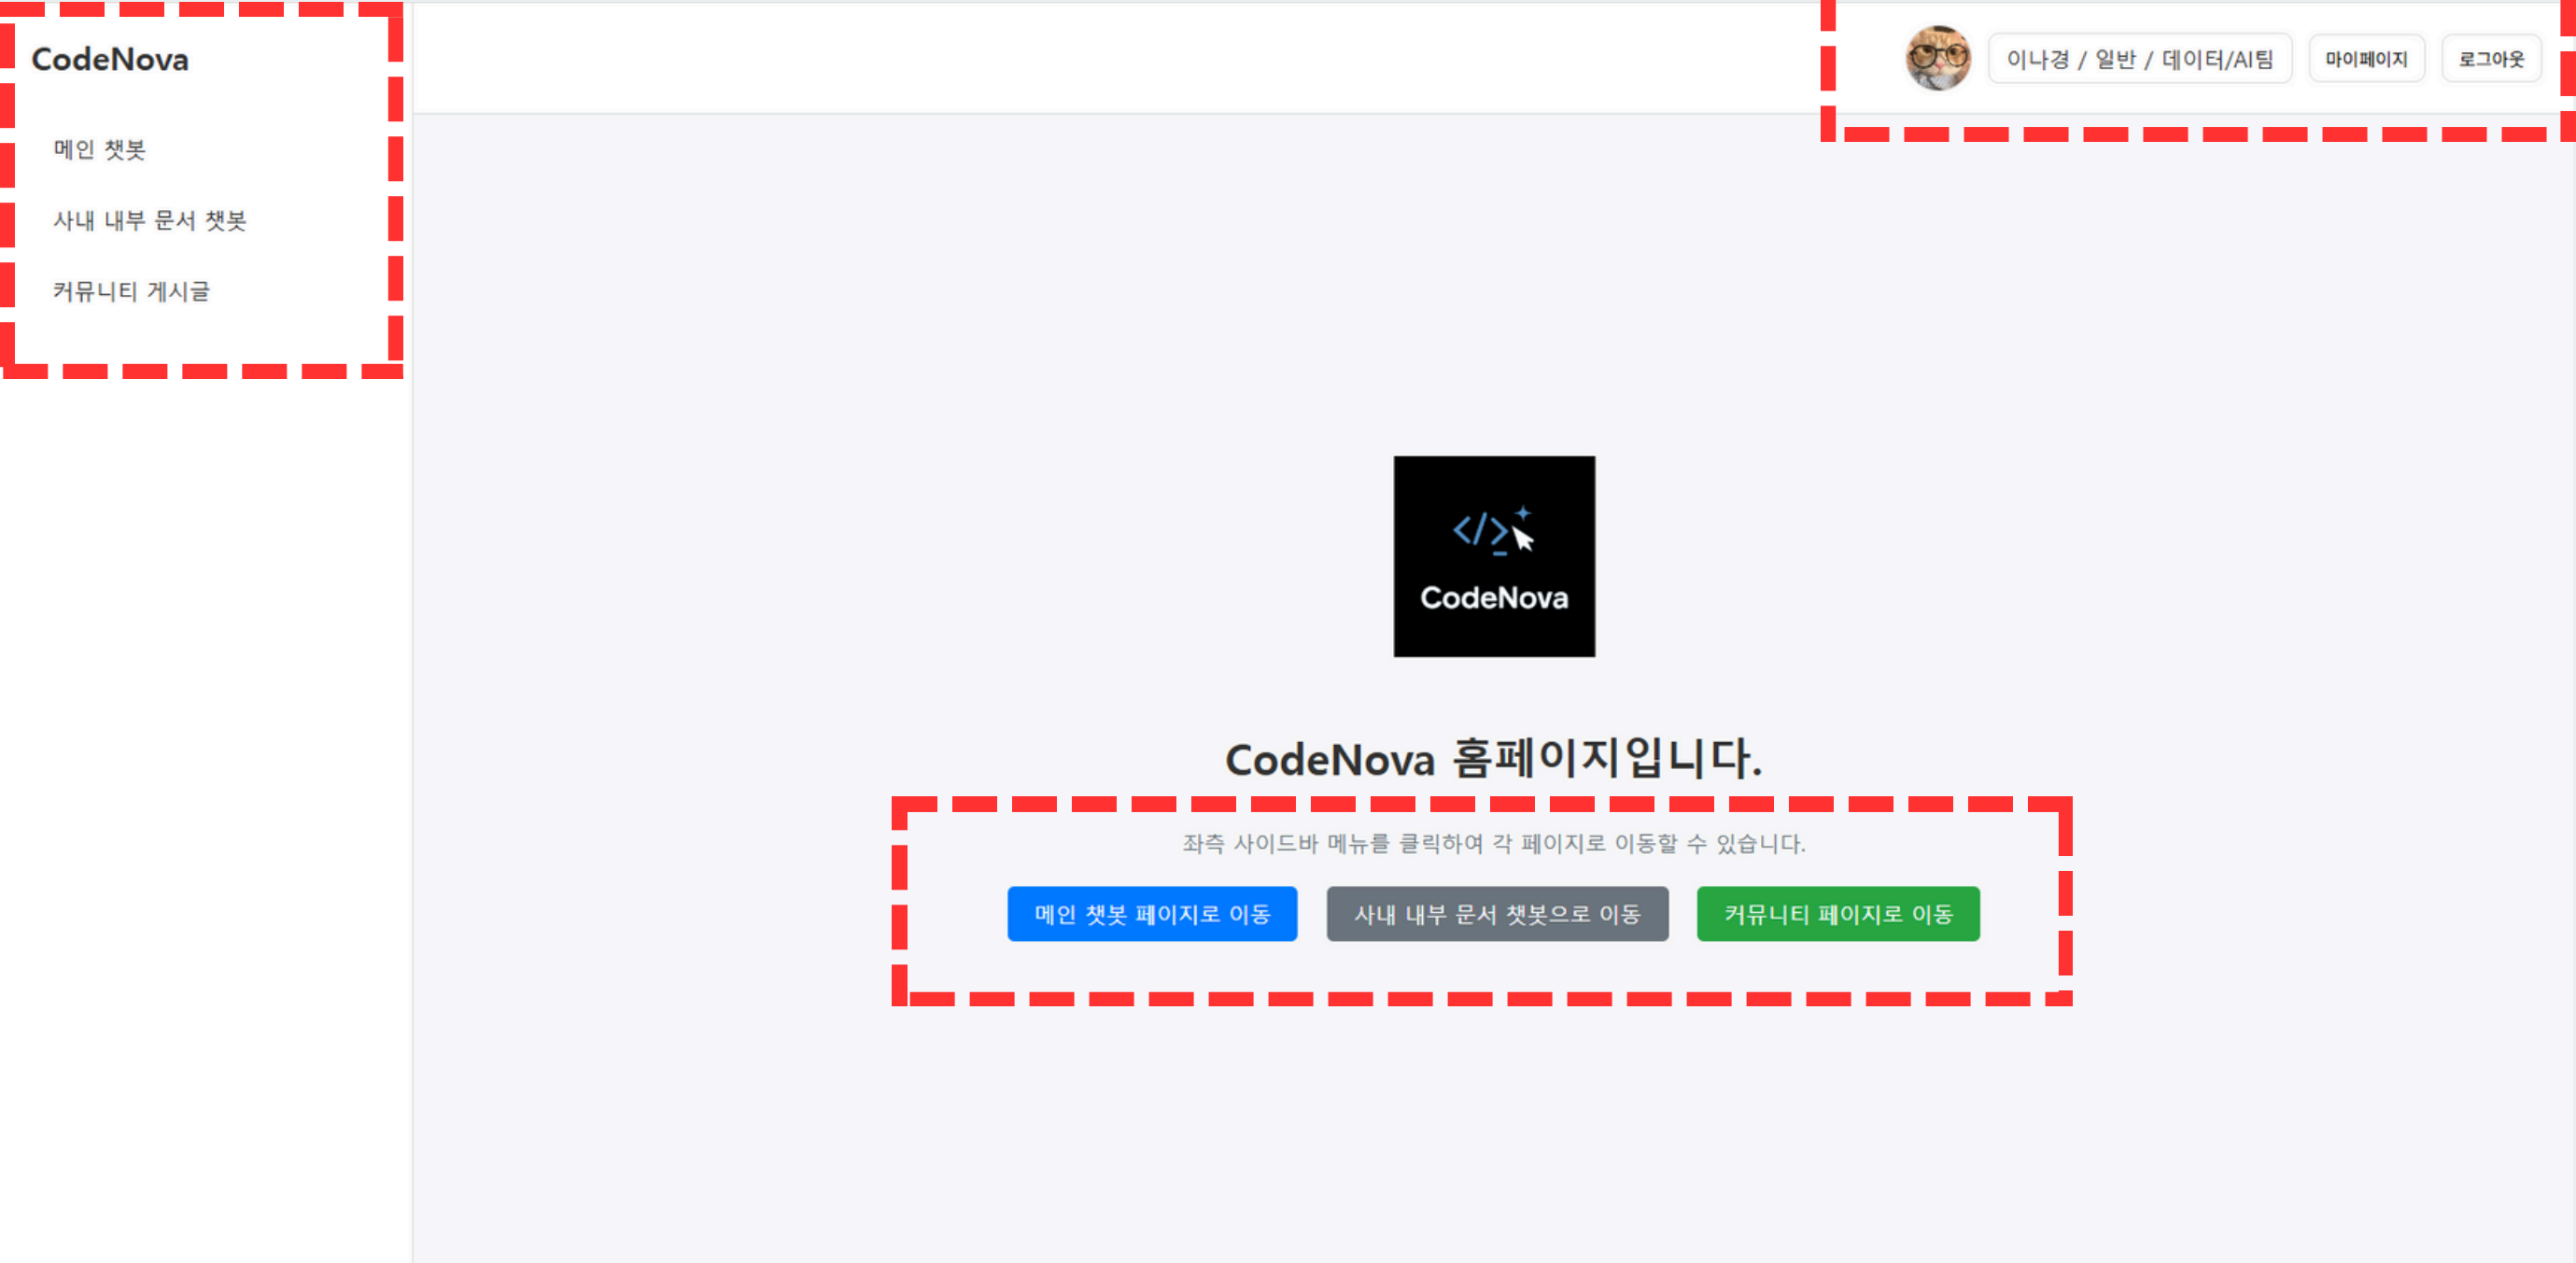 CodeNova
메인 챗봇
사내 내부 문서 챗봇
커뮤니티 게시글
이나경 / 일반 / 데이터/AI팀
마이페이지
로그아웃
</>
CodeNova
CodeNova 홈페이지입니다.
좌측 사이드바 메뉴를 클릭하여 각 페이지로 이동할 수 있습니다.
메인 챗봇 페이지로 이동
사내 내부 문서 챗봇으로 이동
커뮤니티 페이지로 이동